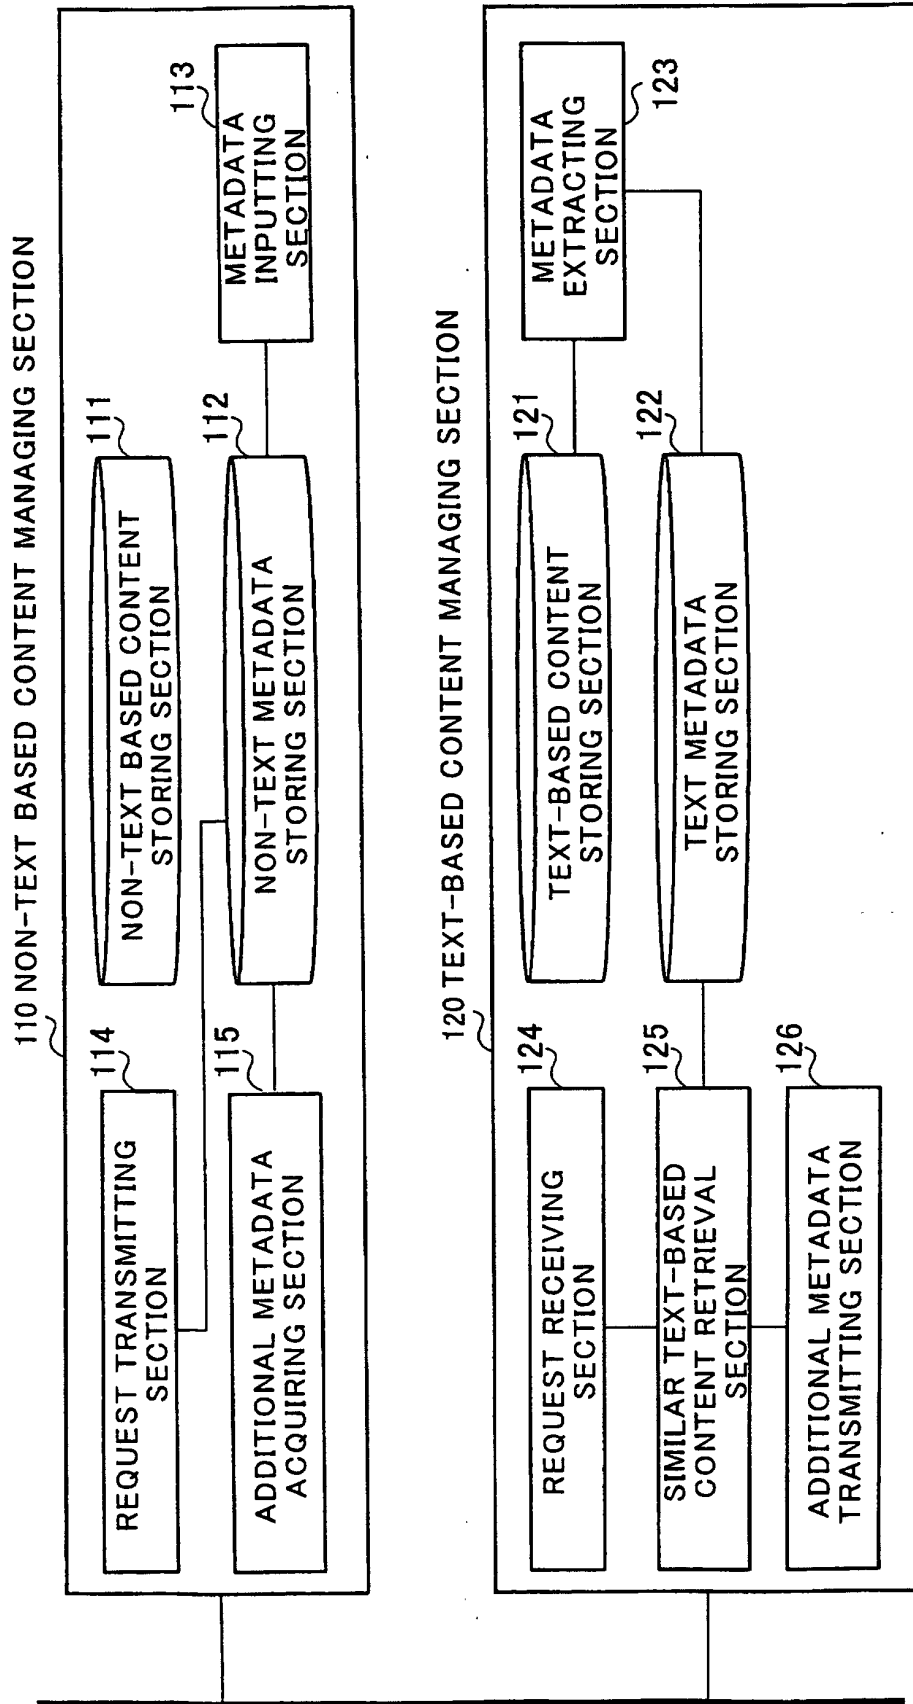 110 NON-TEXT BASED CONTENT MANAGING SECTION
114
REQUEST TRANSMITTING
SECTION
115
ADDITIONAL METADATA
ACQUIRING SECTION
111
NON-TEXT BASED CONTENT
STORING SECTION
112
NON-TEXT METADATA
STORING SECTION
113
METADATA
INPUTTING
SECTION
120 TEXT-BASED CONTENT MANAGING SECTION
124
REQUEST RECEIVING
SECTION
125
SIMILAR TEXT-BASED
CONTENT RETRIEVAL
SECTION
126
ADDITIONAL METADATA
TRANSMITTING SECTION
121
TEXT-BASED CONTENT
STORING SECTION
122
TEXT METADATA
STORING SECTION
123
METADATA
EXTRACTING
SECTION